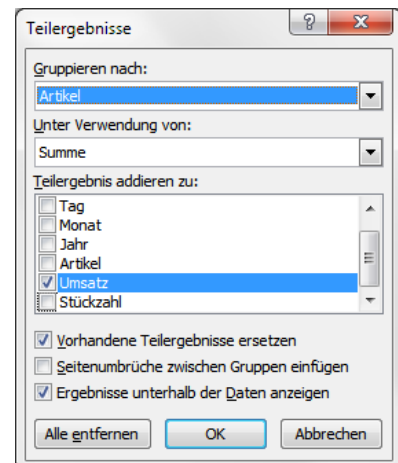 Teilergebnisse
Gruppieren nach:
Artikel
Unter Verwendung von:
Summe
Teilergebnis addieren zu:
Tag
Monat
Jahr
Artikel
Umsatz
Stückzahl
Vorhandene Teilergebnisse ersetzen
Seitenumbrüche zwischen Gruppen einfügen
Ergebnisse unterhalb der Daten anzeigen
Alle entfernen OK Abbrechen